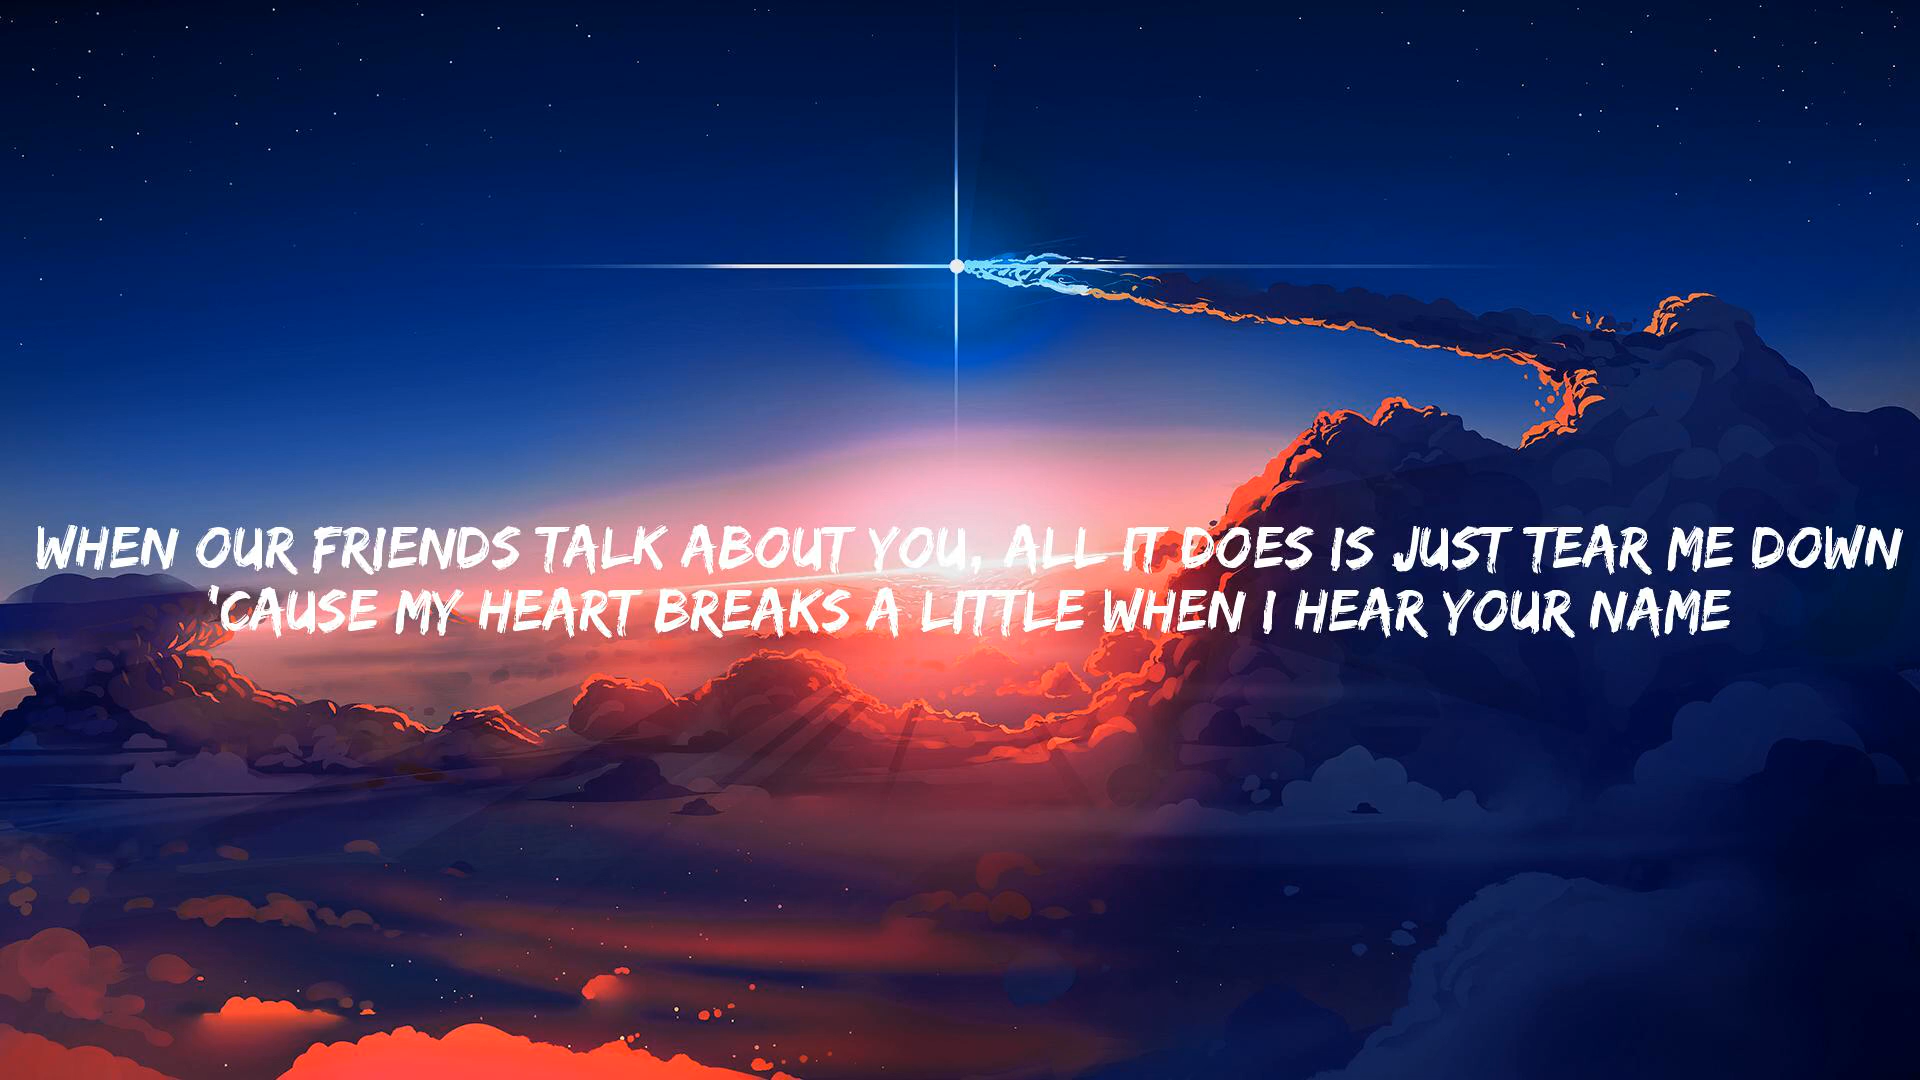 WHEN OUR FRIENDS TALK ABOUT YOU, ALL IT DOES IS JUST TEAR ME DOWN
'CAUSE MY HEART BREAKS A LITTLE WHEN I HEAR YOUR NAME